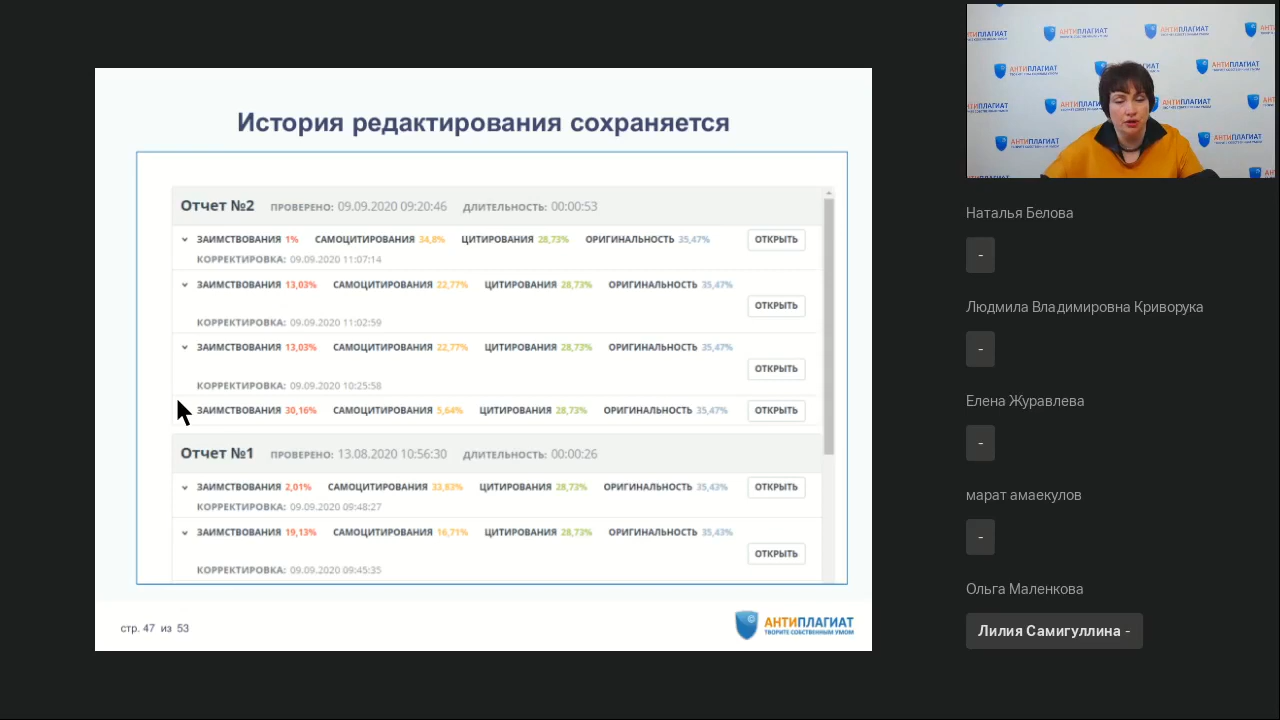 История редактирования сохраняется
Отчет №2 ПРОВЕРЕНО: 09.09.2020 09:20:46 ДЛИТЕЛЬНОСТЬ: 00:00:53
ЗАИМСТВОВАНИЯ 1% САМОЦИТИРОВАНИЯ 34,8% ЦИТИРОВАНИЯ 28,73% ОРИГИНАЛЬНОСТЬ 35,47% ОТКРЫТЬ
КОРРЕКТИРОВКА: 09.09.2020 11:07:14
ЗАИМСТВОВАНИЯ 13,03% САМОЦИТИРОВАНИЯ 22,77% ЦИТИРОВАНИЯ 28,73% ОРИГИНАЛЬНОСТЬ 35,47%
ОТКРЫТЬ
КОРРЕКТИРОВКА: 09.09.2020 11:02:59
ЗАИМСТВОВАНИЯ 13,03% САМОЦИТИРОВАНИЯ 22,77% ЦИТИРОВАНИЯ 28,73% ОРИГИНАЛЬНОСТЬ 35,47%
ОТКРЫТЬ
КОРРЕКТИРОВКА: 09.09.2020 10:25:58
ЗАИМСТВОВАНИЯ 30,16% САМОЦИТИРОВАНИЯ 5,64% ЦИТИРОВАНИЯ 28,73% ОРИГИНАЛЬНОСТЬ 35,47% ОТКРЫТЬ
Отчет №1 ПРОВЕРЕНО: 13.08.2020 10:56:30 ДЛИТЕЛЬНОСТЬ: 00:00:26
ЗАИМСТВОВАНИЯ 2,01% САМОЦИТИРОВАНИЯ 33,83% ЦИТИРОВАНИЯ 28,73% ОРИГИНАЛЬНОСТЬ 35,43% ОТКРЫТЬ
КОРРЕКТИРОВКА: 09.09.2020 09:48:27
ЗАИМСТВОВАНИЯ 19,13% САМОЦИТИРОВАНИЯ 16,71% ЦИТИРОВАНИЯ 28,73% ОРИГИНАЛЬНОСТЬ 35,43%
ОТКРЫТЬ
КОРРЕКТИРОВКА: 09.09.2020 09:45:35
стр. 47 из 53
АНТИПЛАГИАТ
ТВОРИТЕ СОБСТВЕННЫМ УМОМ
АНТИПЛАГИАТ
АНТИПЛАГИАТ
АНТИПЛАГИАТ
АНТИПЛАГИАТ
АНТИПЛАГИАТ
АНТИПЛАГИАТ
Наталья Белова
-
Людмила Владимировна Криворука
-
Елена Журавлева
-
марат амаекулов
-
Ольга Маленкова
Лилия Самигуллина -